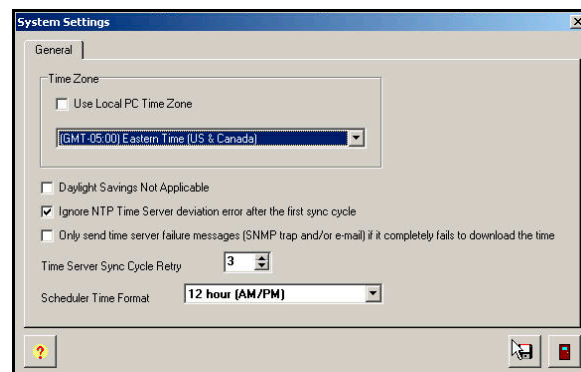 System Settings
General
Time Zone
Use Local PC Time Zone
(GMT-05:00) Eastern Time (US & Canada)
Daylight Savings Not Applicable
Ignore NTP Time Server deviation error after the first sync cycle
Only send time server failure messages (SNMP trap and/or e-mail) if it completely fails to download the time
Time Server Sync Cycle Retry 3
Scheduler Time Format 12 hour (AM/PM)
?